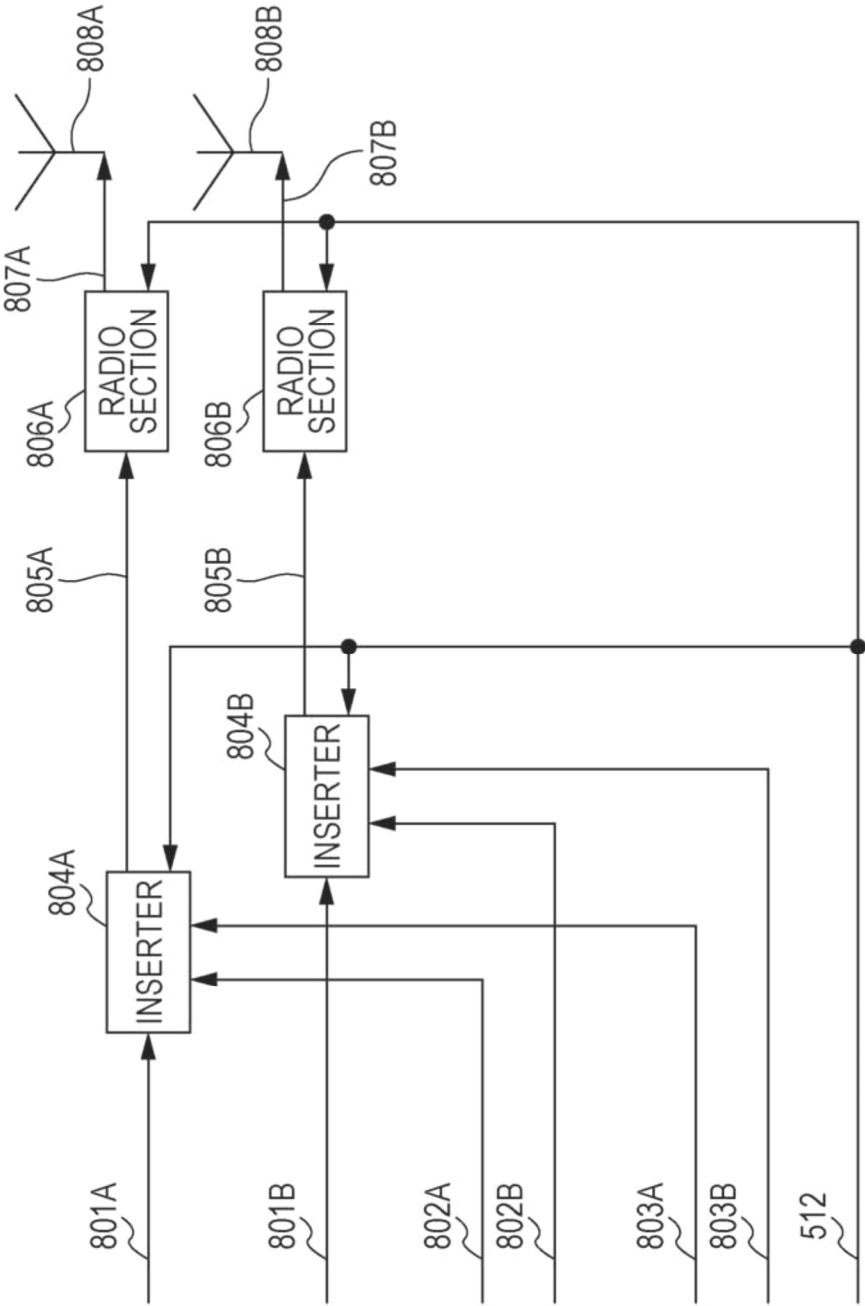 808A
808B
807B
807A
RADIO
SECTION
806A
RADIO
SECTION
806B
805A
805B
804B
INSERTER
804A
INSERTER
801A
801B
802A
802B
803A
803B
512